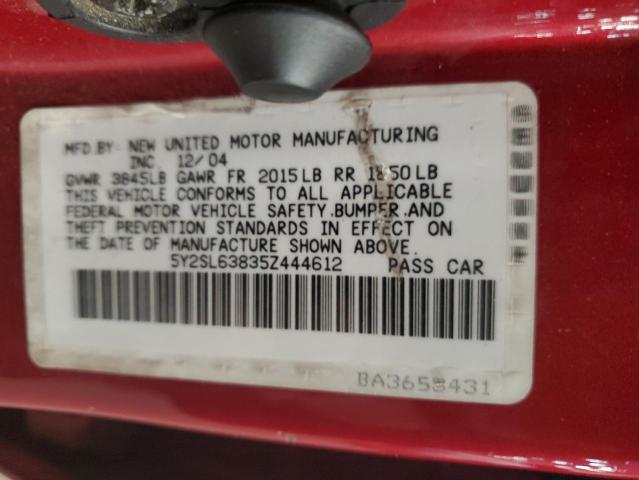 MFD.BY: NEW UNITED MOTOR MANUFACTURING
INC. 12/04
GVWR 3645LB GAWR FR 2015LB RR 1850LB
THIS VEHICLE CONFORMS TO ALL APPLICABLE
FEDERAL MOTOR VEHICLE SAFETY,BUMPER,AND
THEFT PREVENTION STANDARDS IN EFFECT ON
THE DATE OF MANUFACTURE SHOWN ABOVE.
5Y2SL63835Z444612 PASS CAR
BA3658431